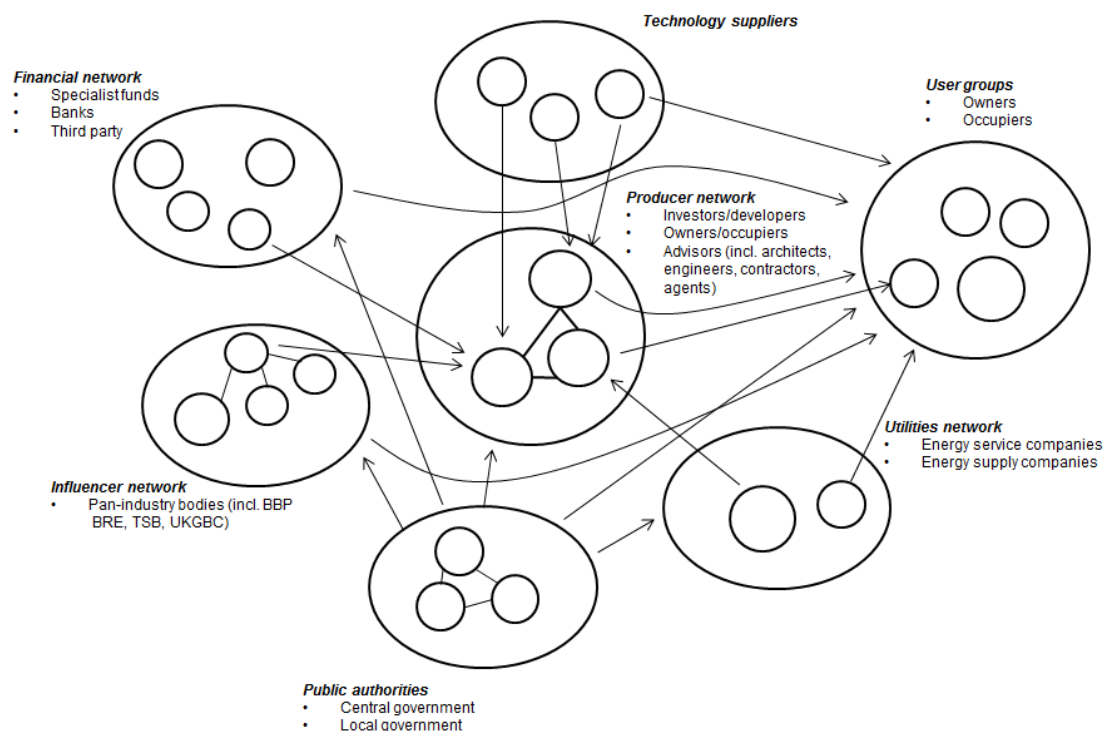 Technology suppliers
Financial network
• Specialist funds
• Banks
• Third party
User groups
• Owners
• Occupiers
Producer network
• Investors/developers
• Owners/occupiers
• Advisors (incl. architects,
engineers, contractors,
agents)
Utilities network
• Energy service companies
• Energy supply companies
Influencer network
• Pan-industry bodies (incl. BBP
BRE, TSB, UKGBC)
Public authorities
• Central government
• Local government